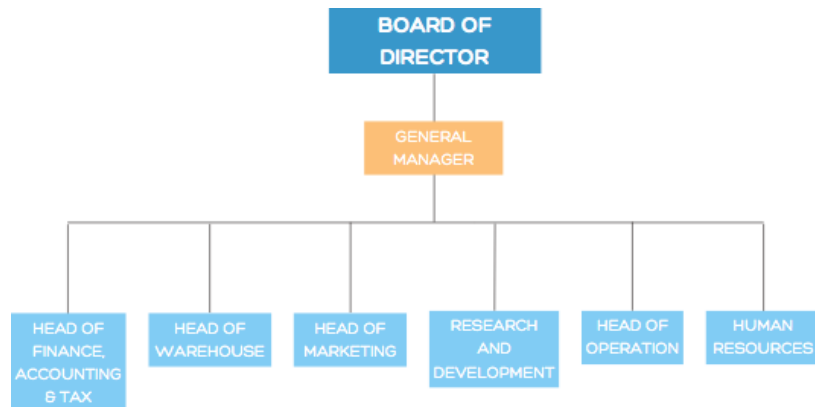 BOARD OF
DIRECTOR
GENERAL
MANAGER
HEAD OF
FINANCE,
ACCOUNTING
& TAX
HEAD OF
WAREHOUSE
HEAD OF
MARKETING
RESEARCH
AND
DEVELOPMENT
HEAD OF
OPERATION
HUMAN
RESOURCES